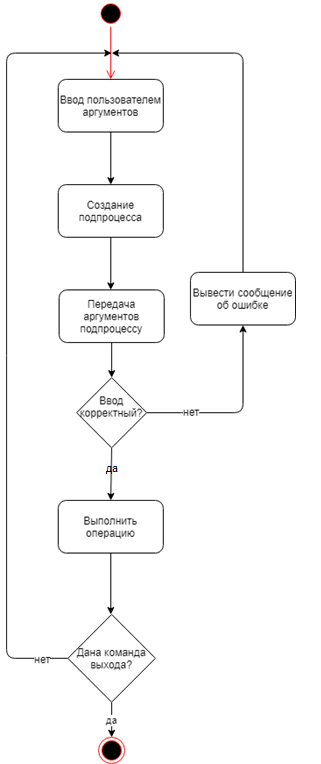 Ввод пользователем
аргументов
Создание
подпроцесса
Передача
аргументов
подпроцессу
Вывести сообщение
об ошибке
Ввод
корректный?
нет
да
Выполнить
операцию
Дана команда
выхода?
нет
да